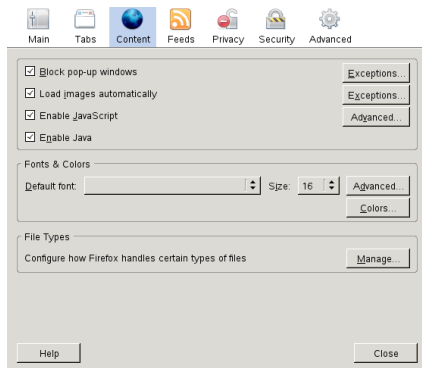 Main Tabs Content Feeds Privacy Security Advanced
Block pop-up windows Exceptions...
Load images automatically Exceptions...
Enable JavaScript Advanced...
Enable Java
Fonts & Colors
Default font: Size: 16 Advanced...
Colors...
File Types
Configure how Firefox handles certain types of files Manage...
Help Close